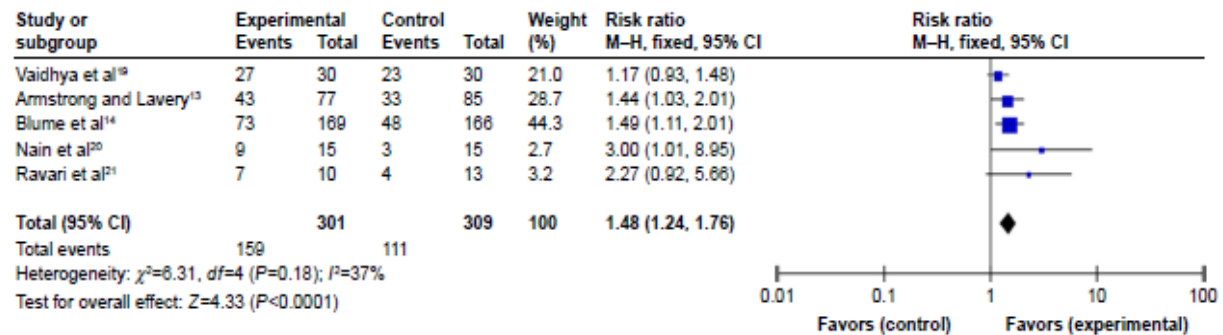 Study or Experimental Control Weight Risk ratio Risk ratio
subgroup Events Total Events Total (%) M–H, fixed, 95% CI M–H, fixed, 95% CI
Vaidhya et al¹⁹ 27 30 23 30 21.0 1.17 (0.93, 1.48)
Armstrong and Lavery¹³ 43 77 33 85 28.7 1.44 (1.03, 2.01)
Blume et al¹⁴ 73 169 48 166 44.3 1.49 (1.11, 2.01)
Nain et al²⁰ 9 15 3 15 2.7 3.00 (1.01, 8.95)
Ravari et al²¹ 7 10 4 13 3.2 2.27 (0.92, 5.66)
Total (95% CI) 301 309 100 1.48 (1.24, 1.76)
Total events 159 111
Heterogeneity: χ²=6.31, df=4 (P=0.18); I²=37%
Test for overall effect: Z=4.33 (P<0.0001)
0.01 0.1 1 10 100
Favors (control) Favors (experimental)